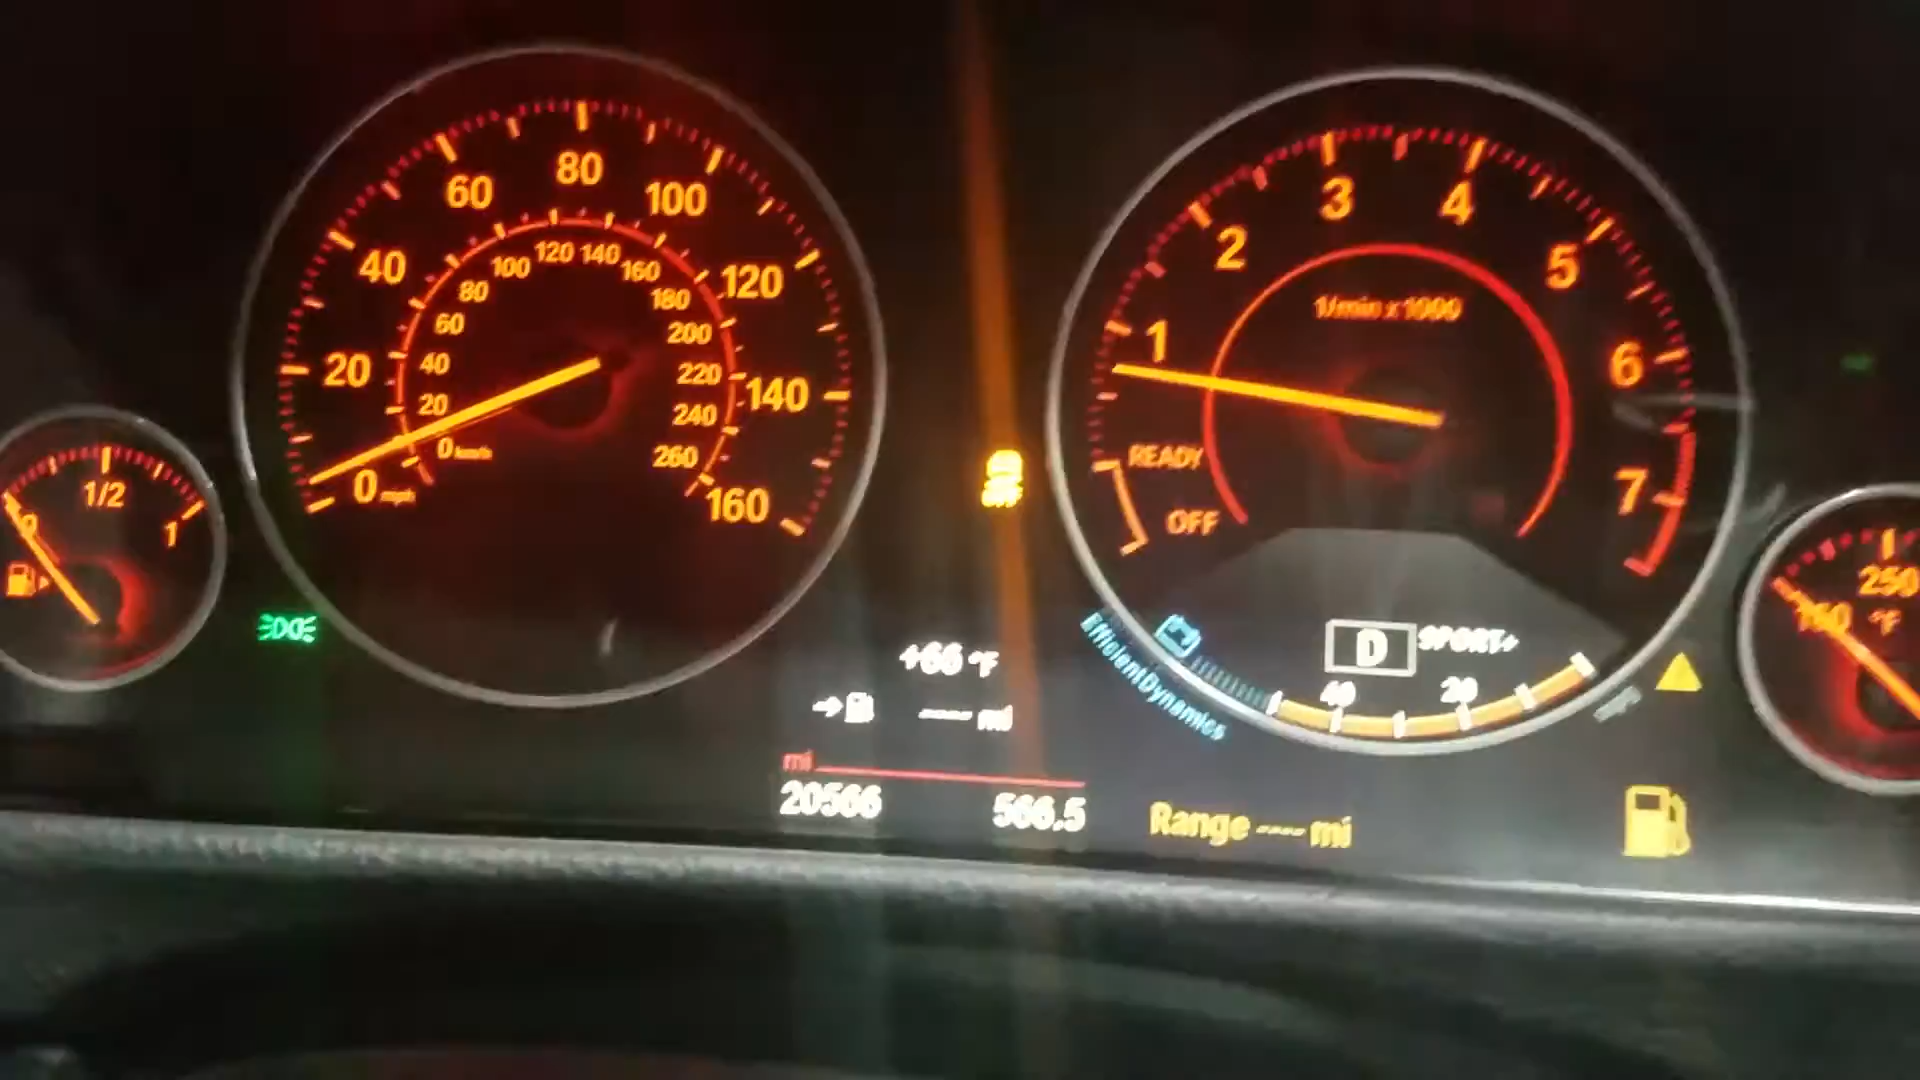 0 1/2 1
0 mph 20 40 60 80 100 120 140 160
0 km/h 20 40 60 80 100 120 140 160 180 200 220 240 260
1 2 3 4 5 6 7
1/min x 1000
READY
OFF
250
°F
+66 °F
---- mi
mi
20566 566.5
EfficientDynamics
D SPORT+
40 20
Range ---- mi